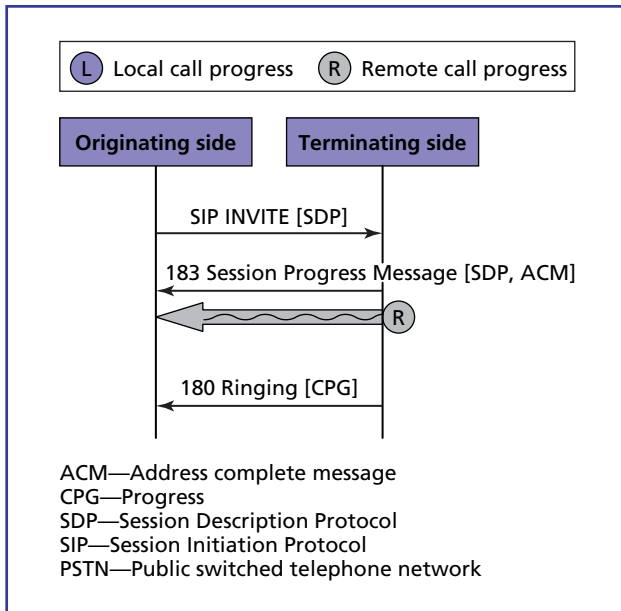 L Local call progress R Remote call progress
Originating side Terminating side
SIP INVITE [SDP]
183 Session Progress Message [SDP, ACM]
R
180 Ringing [CPG]
ACM—Address complete message
CPG—Progress
SDP—Session Description Protocol
SIP—Session Initiation Protocol
PSTN—Public switched telephone network